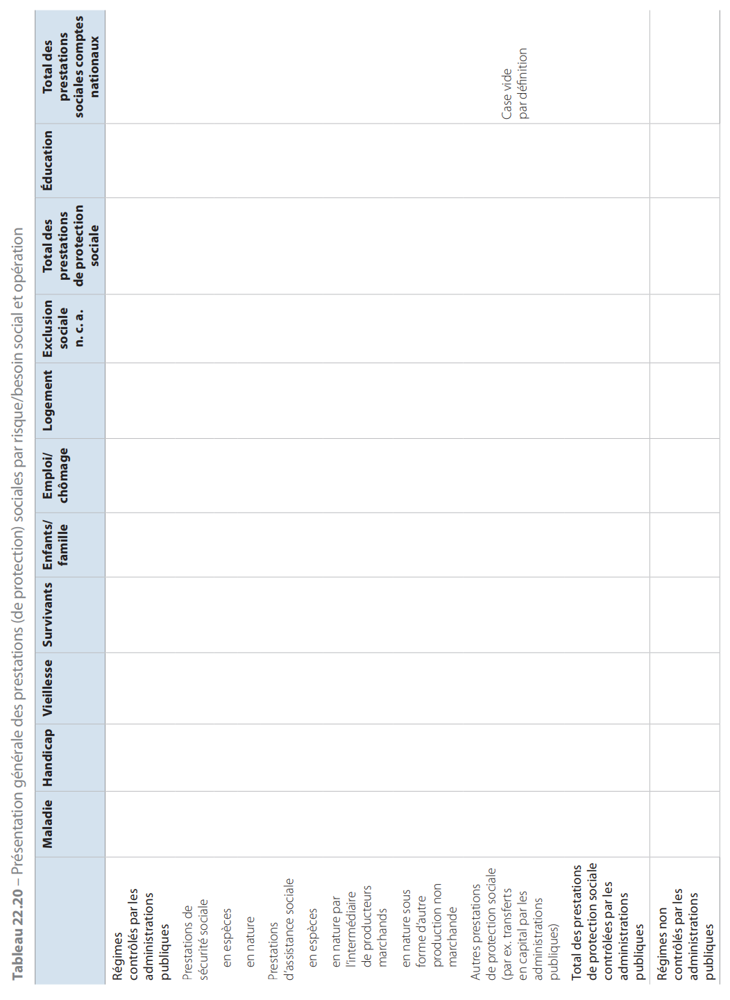 Tableau 22.20 – Présentation générale des prestations (de protection) sociales par risque/besoin social et opération
Maladie
Handicap
Vieillesse
Survivants
Enfants/
famille
Emploi/
chômage
Logement
Exclusion
sociale
n. c. a.
Total des
prestations
de protection
sociale
Éducation
Total des
prestations
sociales comptes
nationaux
Régimes
contrôlés par les
administrations
publiques
Prestations de
sécurité sociale
en espèces
en nature
Prestations
d'assistance sociale
en espèces
en nature par
l'intermédiaire
de producteurs
marchands
en nature sous
forme d'autre
production non
marchande
Autres prestations
de protection sociale
(par ex. transferts
en capital par les
administrations
publiques)
Case vide
par définition
Total des prestations
de protection sociale
contrôlées par les
administrations
publiques
Régimes non
contrôlés par les
administrations
publiques